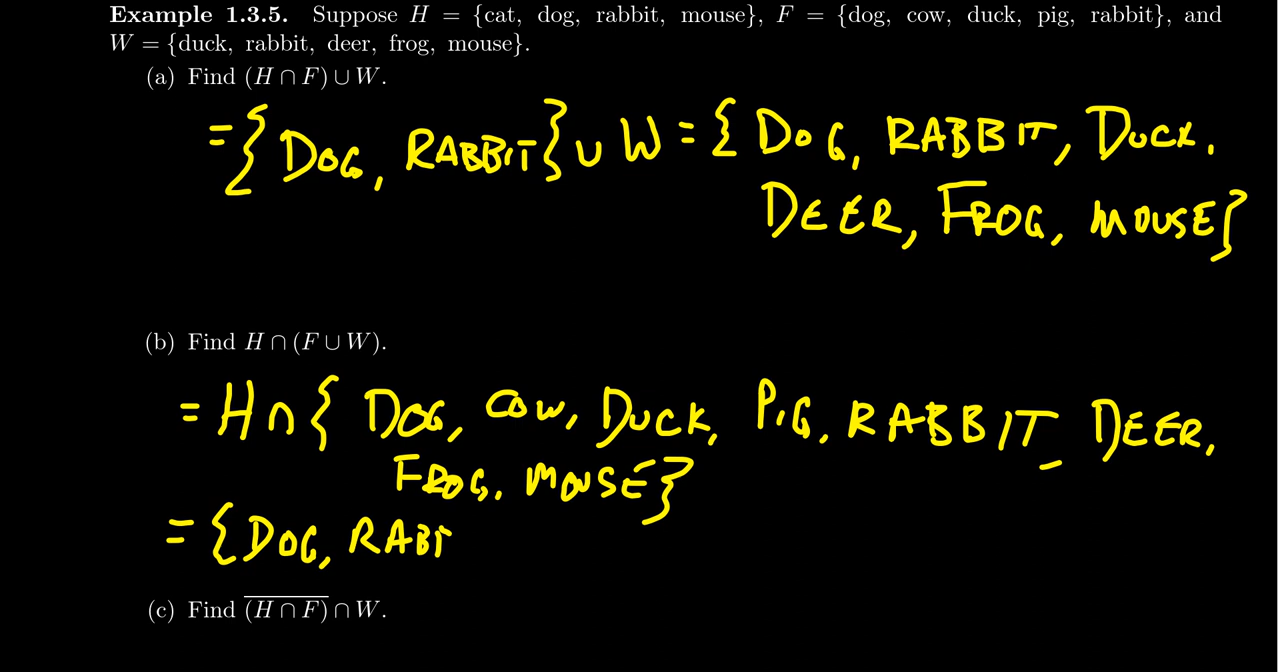 Example 1.3.5. Suppose H = {cat, dog, rabbit, mouse}, F = {dog, cow, duck, pig, rabbit}, and
W = {duck, rabbit, deer, frog, mouse}.
(a) Find (H ∩ F) ∪ W.
= { DOG, RABBIT } ∪ W = { DOG, RABBIT, DUCK,
DEER, FROG, MOUSE }
(b) Find H ∩ (F ∪ W).
= H ∩ { DOG, COW, DUCK, PIG, RABBIT DEER,
FROG, MOUSE }
= { DOG, RABI
(c) Find \overline{(H ∩ F)} ∩ W.